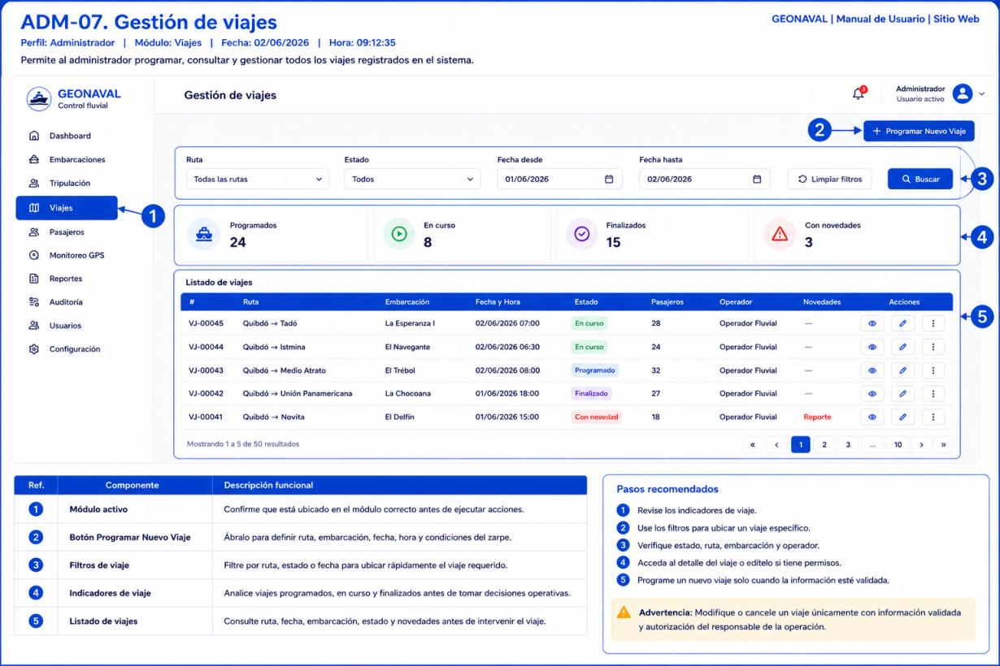 ADM-07. Gestión de viajes
GEONAVAL | Manual de Usuario | Sitio Web
Perfil: Administrador | Módulo: Viajes | Fecha: 02/06/2026 | Hora: 09:12:35
Permite al administrador programar, consultar y gestionar todos los viajes registrados en el sistema.
GEONAVAL
Control fluvial
Dashboard
Embarcaciones
Tripulación
Viajes
1
Pasajeros
Monitoreo GPS
Reportes
Auditoría
Usuarios
Configuración
Gestión de viajes
3
Administrador
Usuario activo
2
+ Programar Nuevo Viaje
Ruta Estado Fecha desde Fecha hasta
Todas las rutas Todos 01/06/2026 02/06/2026 Limpiar filtros Buscar
3
Programados
24
En curso
8
Finalizados
15
Con novedades
3
4
Listado de viajes
# Ruta Embarcación Fecha y Hora Estado Pasajeros Operador Novedades Acciones
5
VJ-00045 Quibdó → Tadó La Esperanza I 02/06/2026 07:00 En curso 28 Operador Fluvial —
VJ-00044 Quibdó → Istmina El Navegante 02/06/2026 06:30 En curso 24 Operador Fluvial —
VJ-00043 Quibdó → Medio Atrato El Trébol 02/06/2026 08:00 Programado 32 Operador Fluvial —
VJ-00042 Quibdó → Unión Panamericana La Chocoana 01/06/2026 18:00 Finalizado 27 Operador Fluvial —
VJ-00041 Quibdó → Novita El Delfín 01/06/2026 15:00 Con novedad 18 Operador Fluvial Reporte
Mostrando 1 a 5 de 50 resultados
« ‹ 1 2 3 ... 10 › »
Ref. Componente Descripción funcional
1 Módulo activo Confirme que está ubicado en el módulo correcto antes de ejecutar acciones.
2 Botón Programar Nuevo Viaje Ábralo para definir ruta, embarcación, fecha, hora y condiciones del zarpe.
3 Filtros de viaje Filtre por ruta, estado o fecha para ubicar rápidamente el viaje requerido.
4 Indicadores de viaje Analice viajes programados, en curso y finalizados antes de tomar decisiones operativas.
5 Listado de viajes Consulte ruta, fecha, embarcación, estado y novedades antes de intervenir el viaje.
Pasos recomendados
1 Revise los indicadores de viaje.
2 Use los filtros para ubicar un viaje específico.
3 Verifique estado, ruta, embarcación y operador.
4 Acceda al detalle del viaje o edítelo si tiene permisos.
5 Programe un nuevo viaje solo cuando la información esté validada.
Advertencia: Modifique o cancele un viaje únicamente con información validada
y autorización del responsable de la operación.